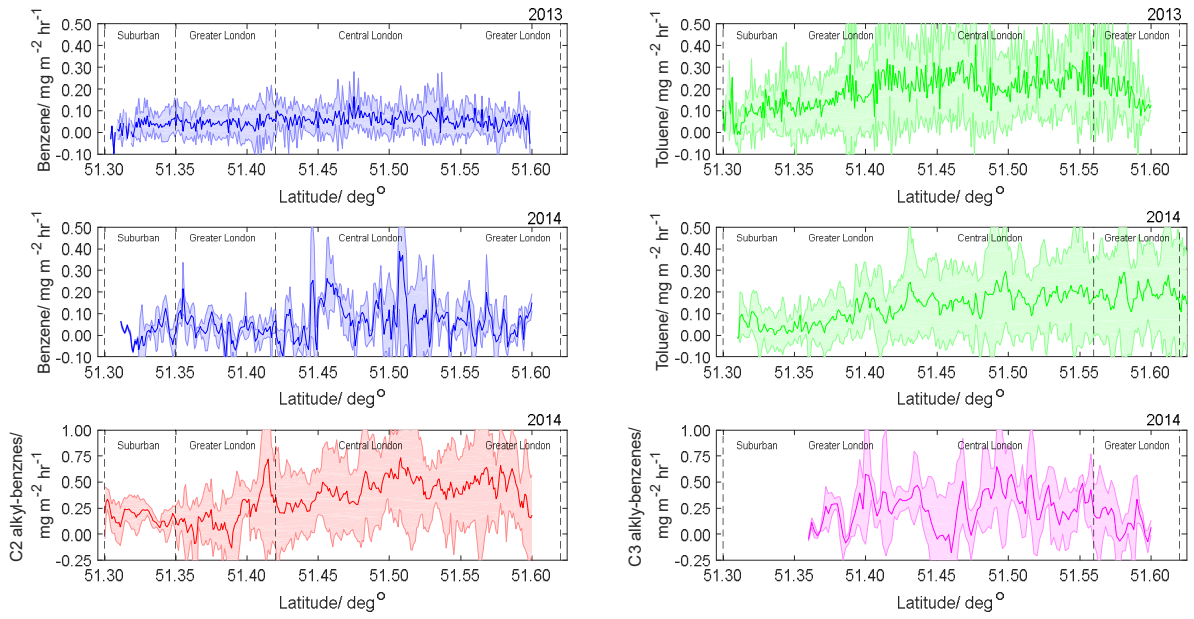 2013
Benzene/ mg m -2 hr-1
0.50
0.40
0.30
0.20
0.10
0.00
-0.10
Suburban Greater London Central London Greater London
51.30 51.35 51.40 51.45 51.50 51.55 51.60
Latitude/ deg o
2013
Toluene/ mg m -2 hr-1
0.50
0.40
0.30
0.20
0.10
0.00
-0.10
Suburban Greater London Central London Greater London
51.30 51.35 51.40 51.45 51.50 51.55 51.60
Latitude/ deg o
2014
Benzene/ mg m -2 hr-1
0.50
0.40
0.30
0.20
0.10
0.00
-0.10
Suburban Greater London Central London Greater London
51.30 51.35 51.40 51.45 51.50 51.55 51.60
Latitude/ deg o
2014
Toluene/ mg m -2 hr-1
0.50
0.40
0.30
0.20
0.10
0.00
-0.10
Suburban Greater London Central London Greater London
51.30 51.35 51.40 51.45 51.50 51.55 51.60
Latitude/ deg o
2014
C2 alkyl-benznes/
mg m -2 hr-1
1.00
0.75
0.50
0.25
0.00
-0.25
Suburban Greater London Central London Greater London
51.30 51.35 51.40 51.45 51.50 51.55 51.60
Latitude/ deg o
2014
C3 alkly-benzenes/
mg m -2 hr-1
1.00
0.75
0.50
0.25
0.00
-0.25
Suburban Greater London Central London Greater London
51.30 51.35 51.40 51.45 51.50 51.55 51.60
Latitude/ deg o